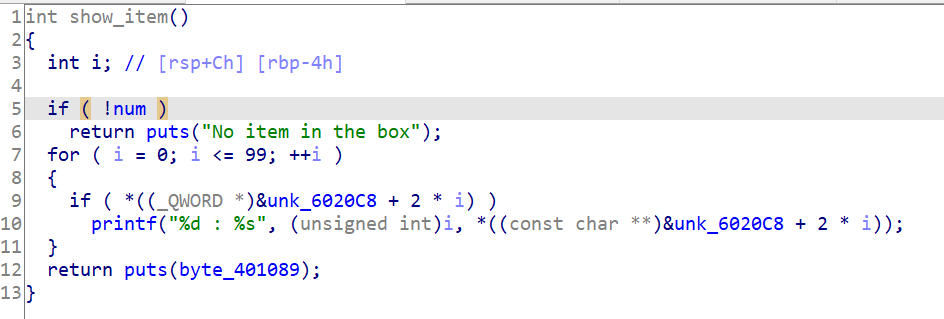 1 int show_item()
2 {
3   int i; // [rsp+Ch] [rbp-4h]
4
5   if ( !num )
6     return puts("No item in the box");
7   for ( i = 0; i <= 99; ++i )
8   {
9     if ( *((_QWORD *)&unk_6020C8 + 2 * i) )
10       printf("%d : %s", (unsigned int)i, *((const char **)&unk_6020C8 + 2 * i));
11   }
12   return puts(byte_401089);
13 }